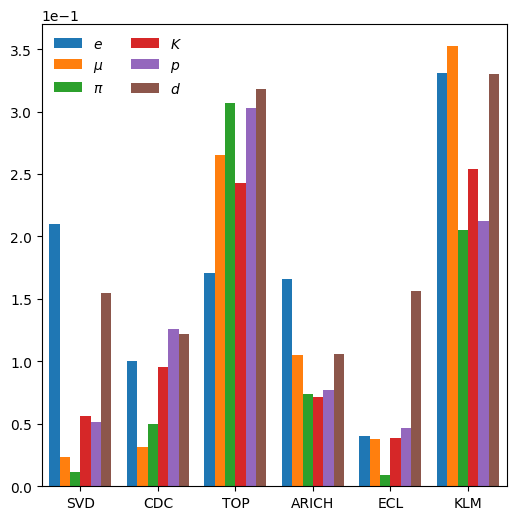 1e−1
3.5
3.0
2.5
2.0
1.5
1.0
0.5
0.0
e
μ
π
K
p
d
SVD CDC TOP ARICH ECL KLM